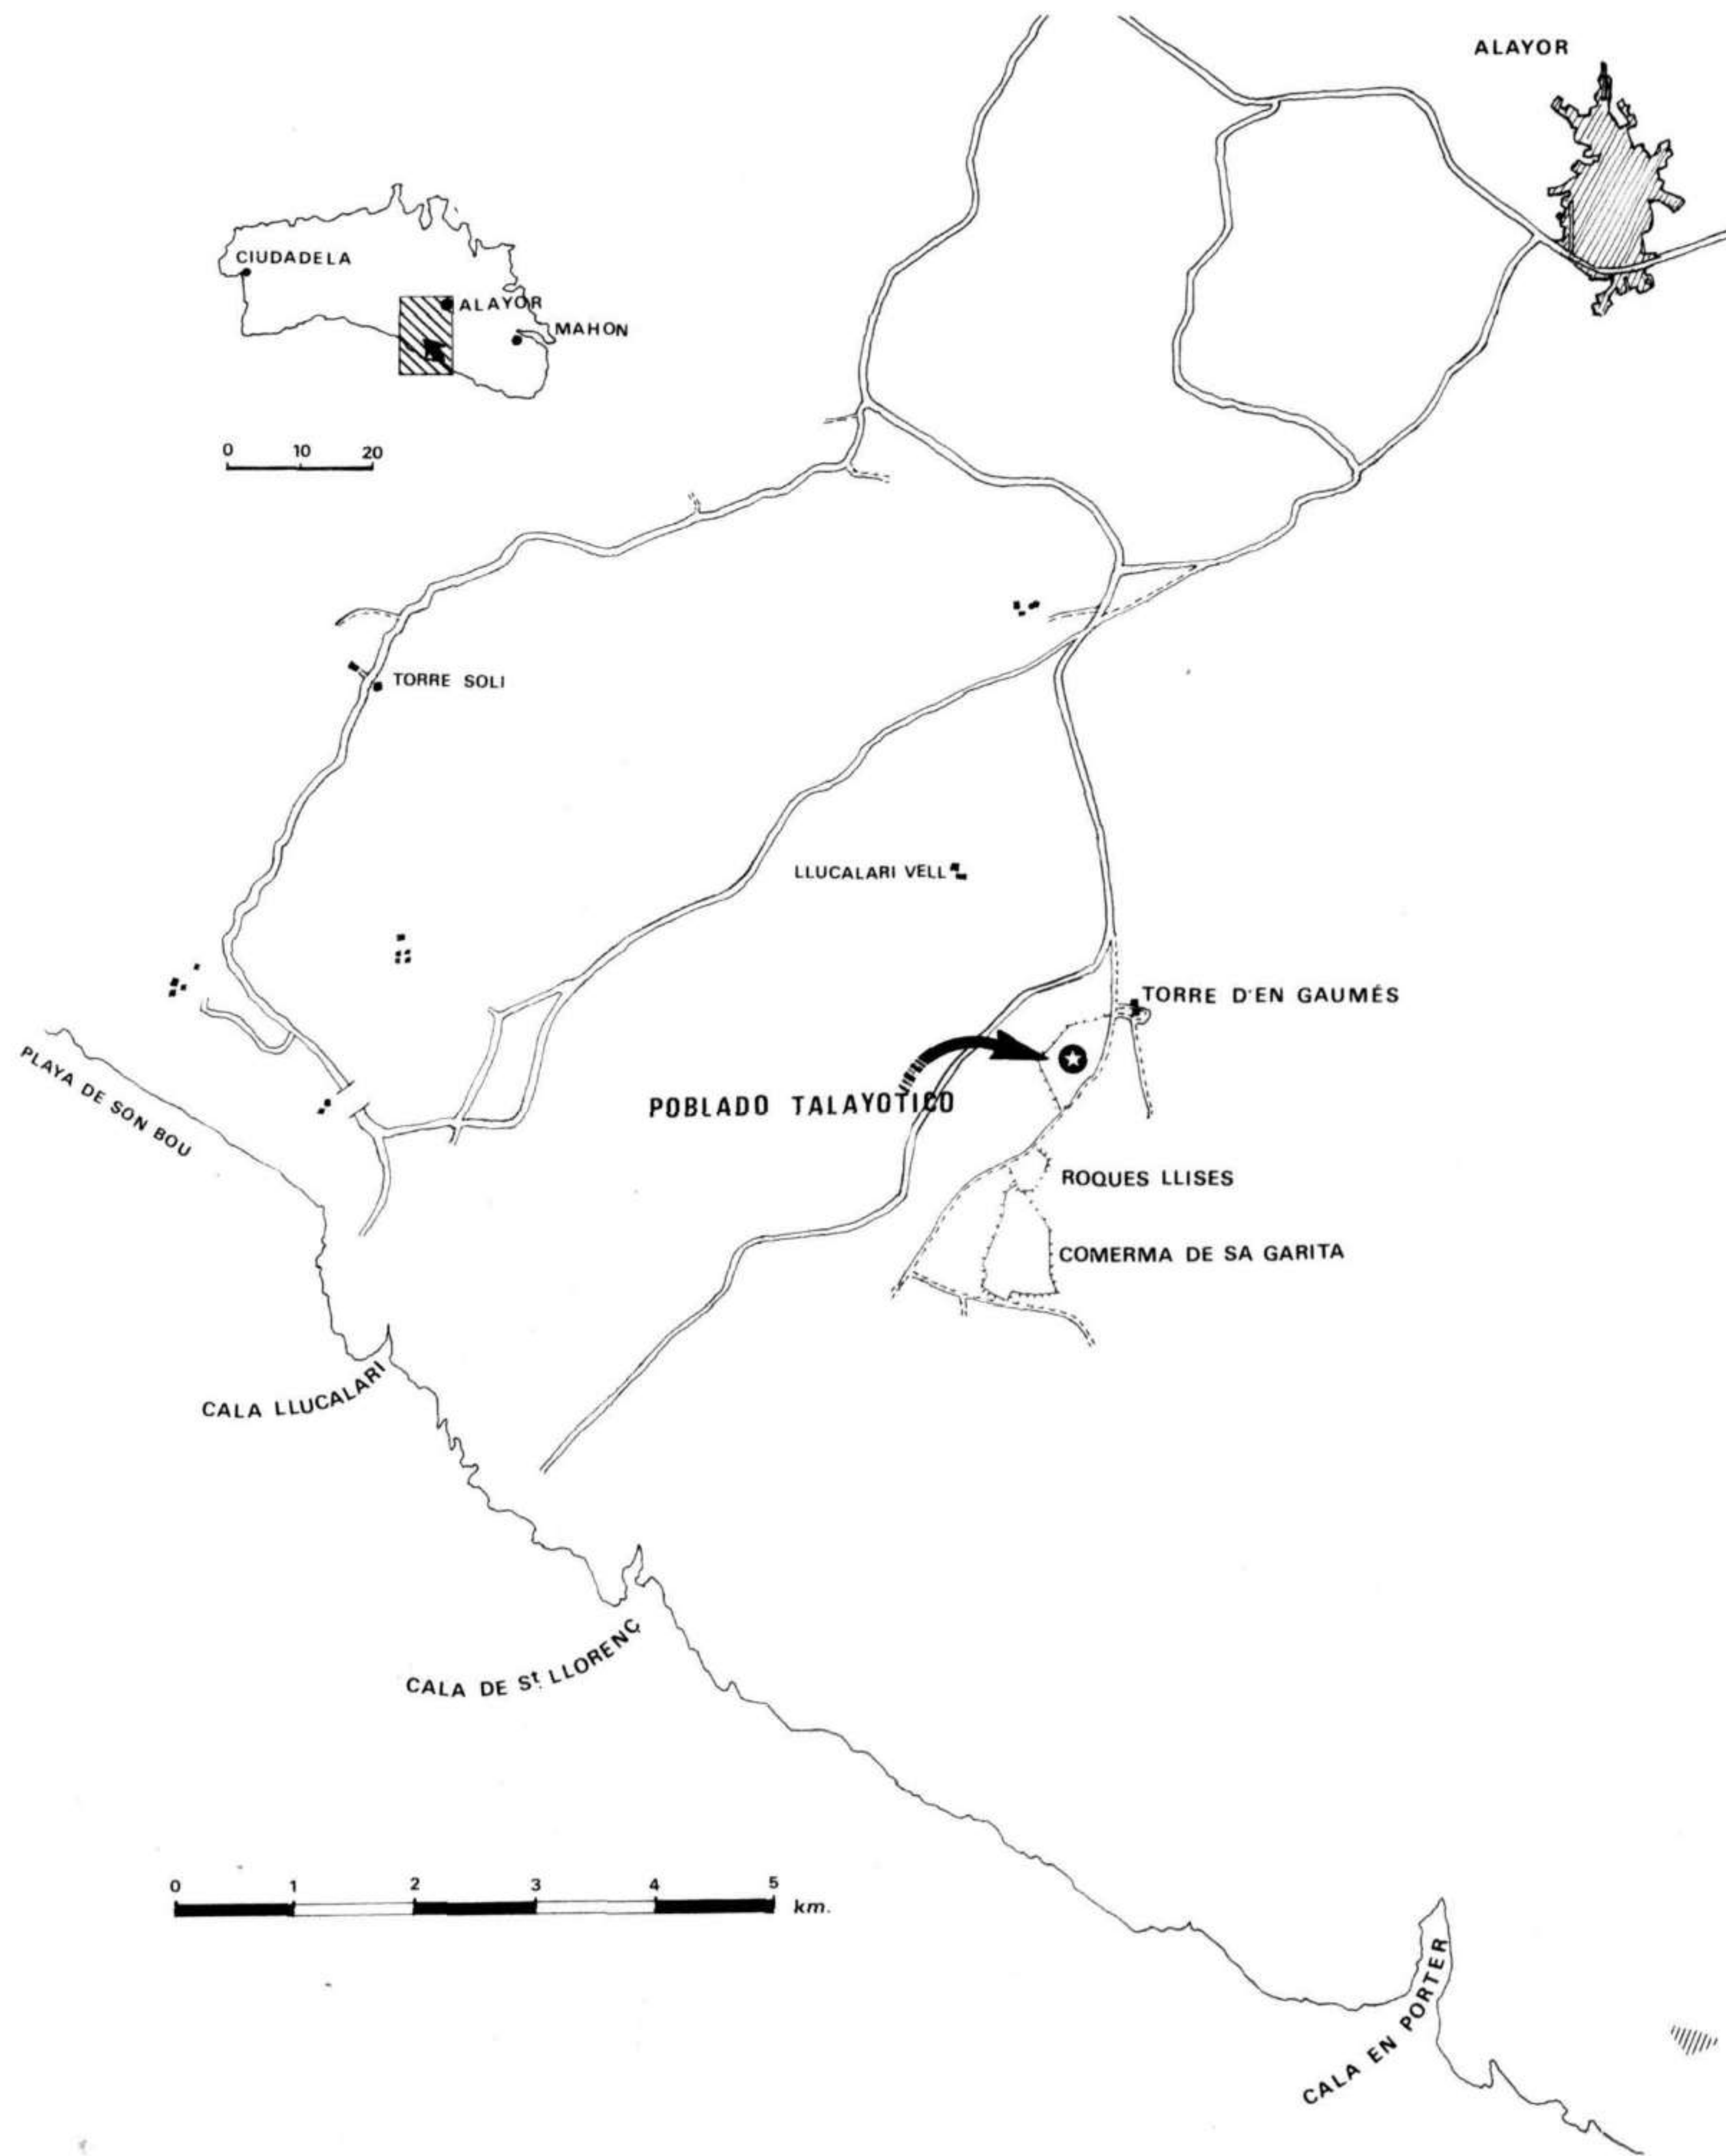 ALAYOR
CIUDADELA
ALAYOR
MAHON
0 10 20
TORRE SOLI
LLUCALARI VELL
TORRE D'EN GAUMÉS
PLAYA DE SON BOU
POBLADO TALAYOTICO
ROQUES LLISES
COMERMA DE SA GARITA
CALA LLUCALARI
CALA DE St. LLORENÇ
0 1 2 3 4 5
km.
CALA EN PORTER